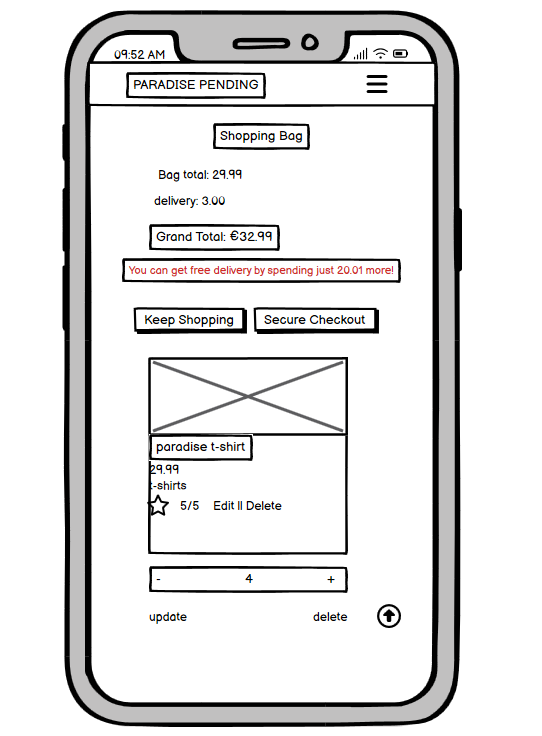 09:52 AM
PARADISE PENDING
Shopping Bag
Bag total: 29.99
delivery: 3.00
Grand Total: €32.99
You can get free delivery by spending just 20.01 more!
Keep Shopping Secure Checkout
paradise t-shirt
29.99
t-shirts
5/5 Edit || Delete
- 4 +
update delete